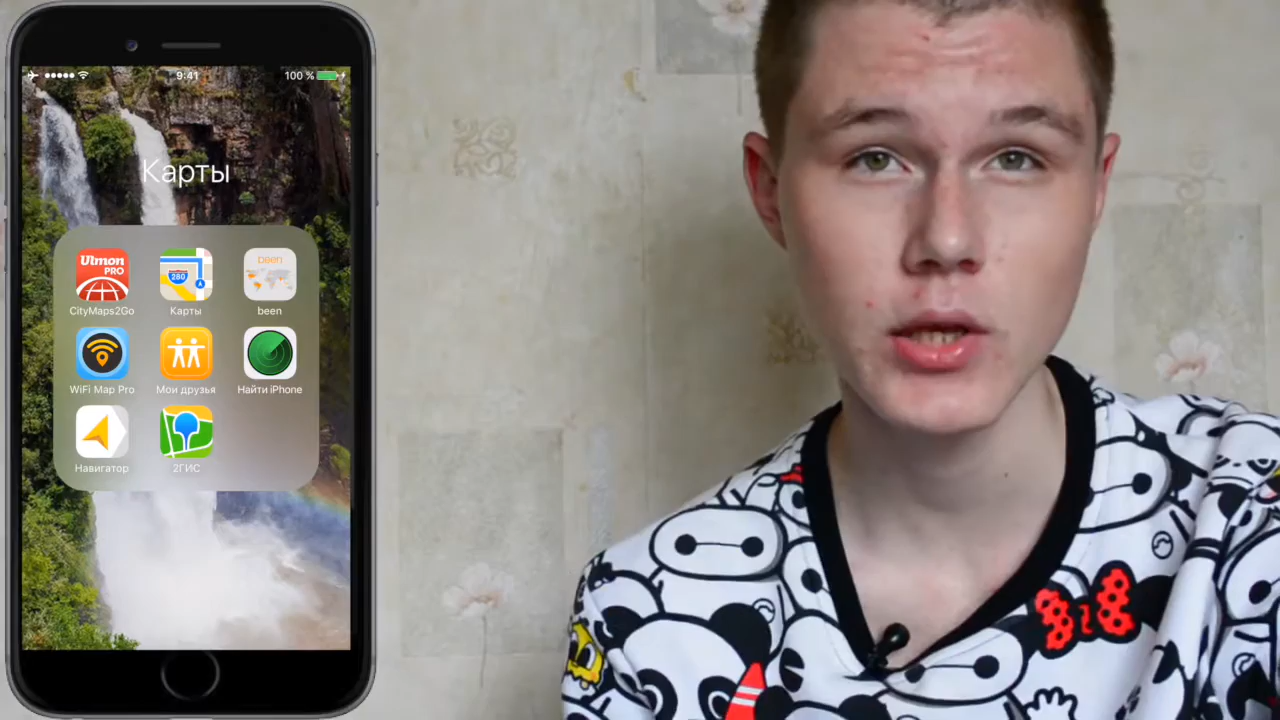 9:41
100 %
Карты
Ulmon
PRO
280
been
CityMaps2Go
Карты
been
WiFi Map Pro
Мои друзья
Найти iPhone
Навигатор
2ГИС